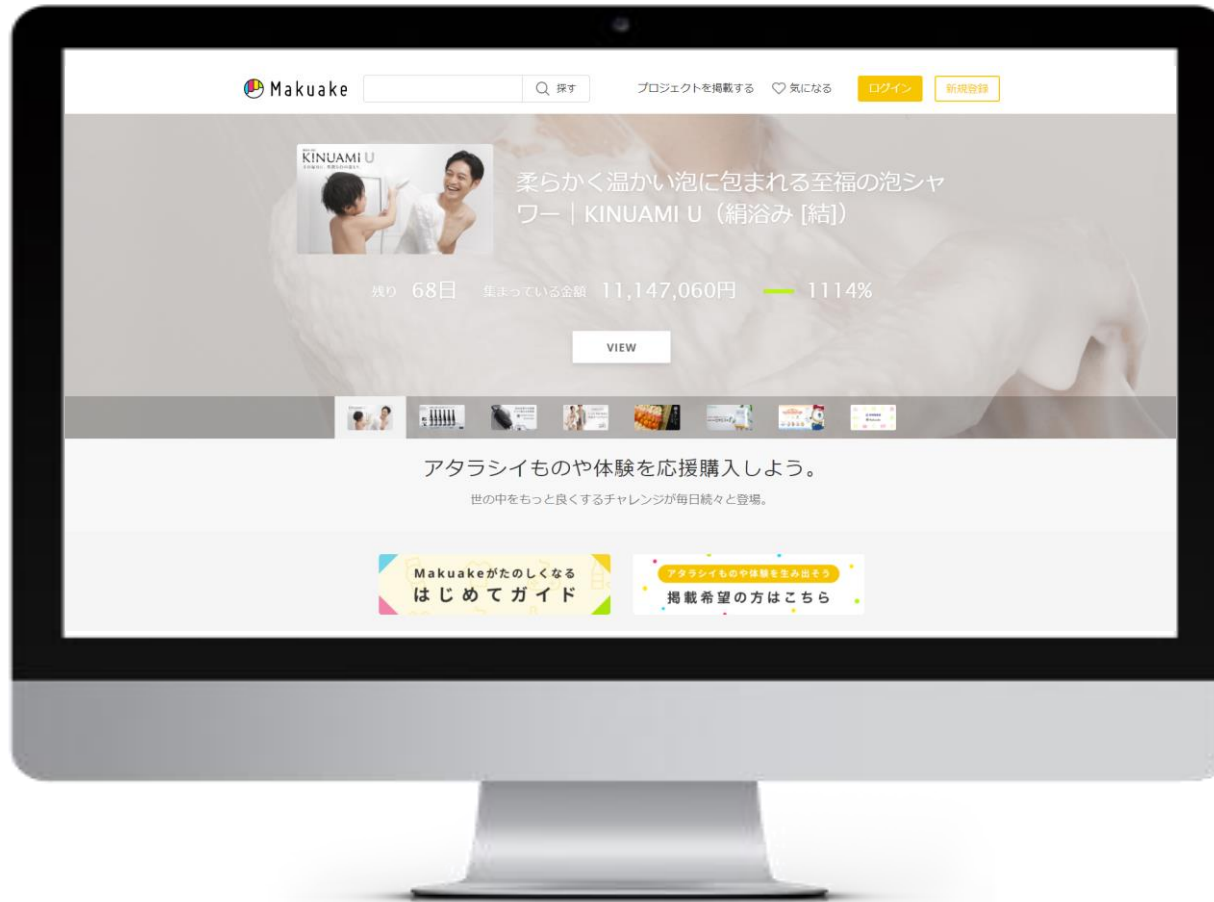 Makuake
探す
プロジェクトを掲載する
気になる
ログイン
新規登録
KINUAMI U
柔らかく温かい泡に包まれる至福の泡シャ
ワー｜KINUAMI U（絹浴み [結]）
残り 68日 集まっている金額 11,147,060円 1114%
VIEW
アタラシイものや体験を応援購入しよう。
世の中をもっと良くするチャレンジが毎日続々と登場。
Makuakeがたのしくなる
はじめてガイド
アタラシイものや体験を生み出そう
掲載希望の方はこちら